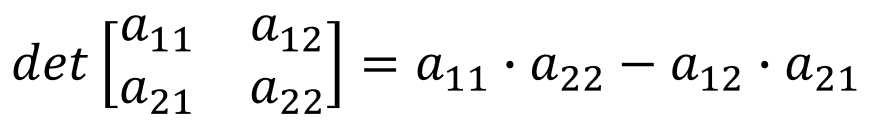 det [a₁₁ a₁₂
a₂₁ a₂₂] = a₁₁ · a₂₂ − a₁₂ · a₂₁